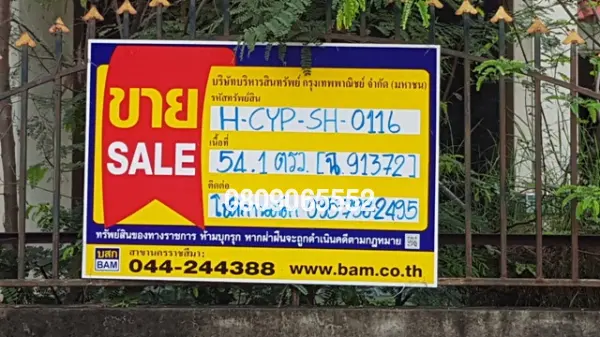 ขาย
SALE
บริษัทบริหารสินทรัพย์ กรุงเทพพาณิชย์ จำกัด (มหาชน)
รหัสทรัพย์สิน
H-CYP-SH-0116
เนื้อที่
54.1 ตรว. [ฉ.91372]
ติดต่อ
0809065552
2495
ทรัพย์สินของทางราชการ ห้ามบุกรุก หากฝ่าฝืนจะถูกดำเนินคดีตามกฎหมาย
บสก
BAM
สาขานครราชสีมา:
044-244388 www.bam.co.th